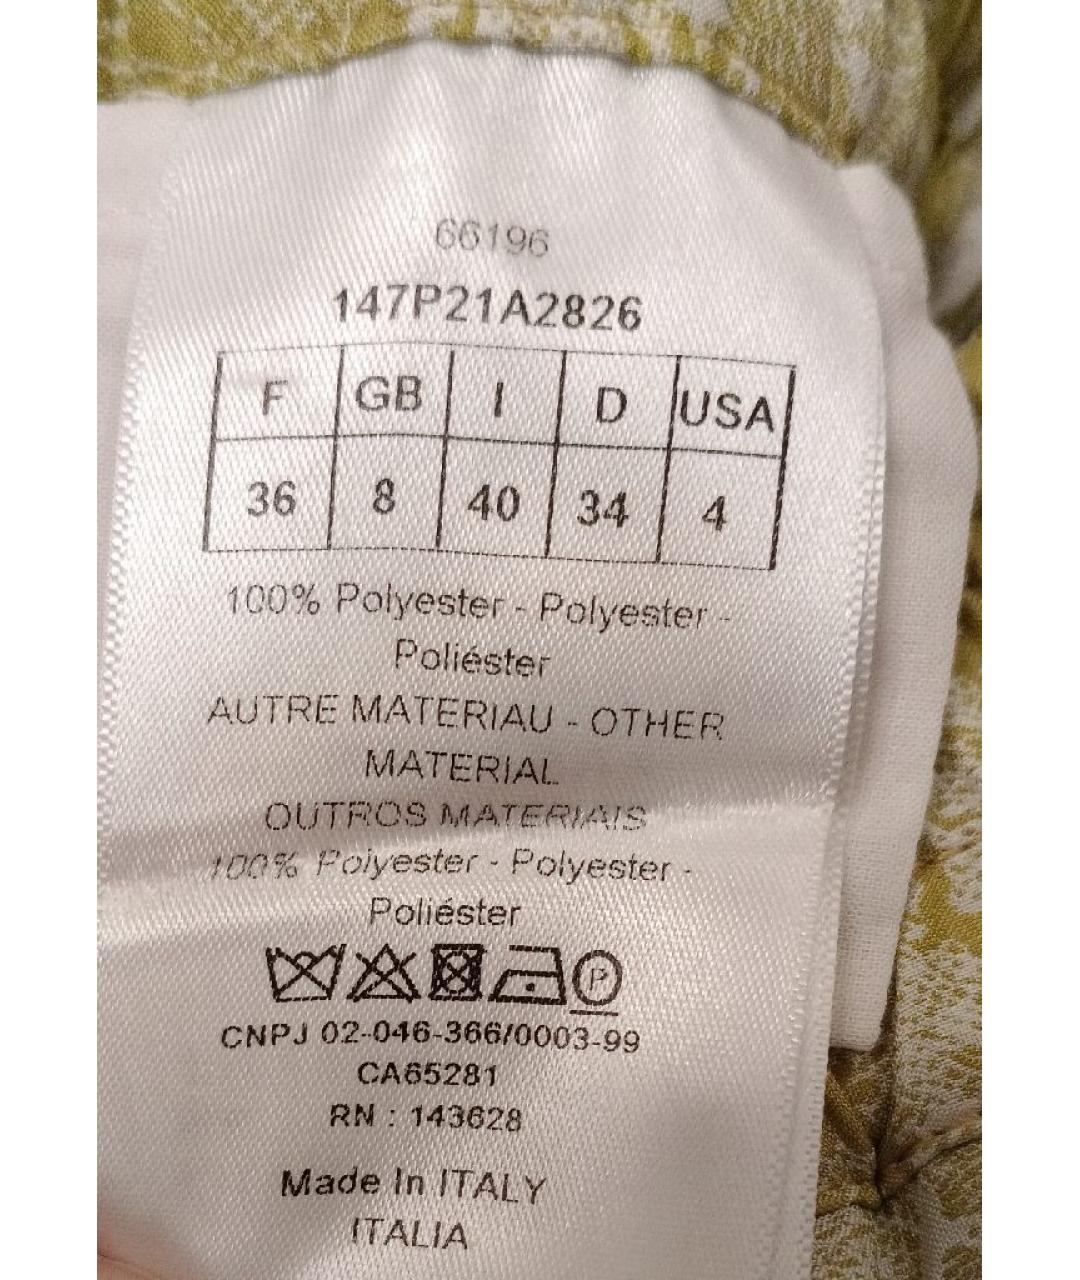 66196
147P21A2826
F GB I D USA
36 8 40 34 4
100% Polyester - Polyester -
Poliéster
AUTRE MATERIAU - OTHER
MATERIAL
OUTROS MATERIAIS
100% Polyester - Polyester -
Poliéster
P
CNPJ 02-046-366/0003-99
CA65281
RN : 143628
Made In ITALY
ITALIA